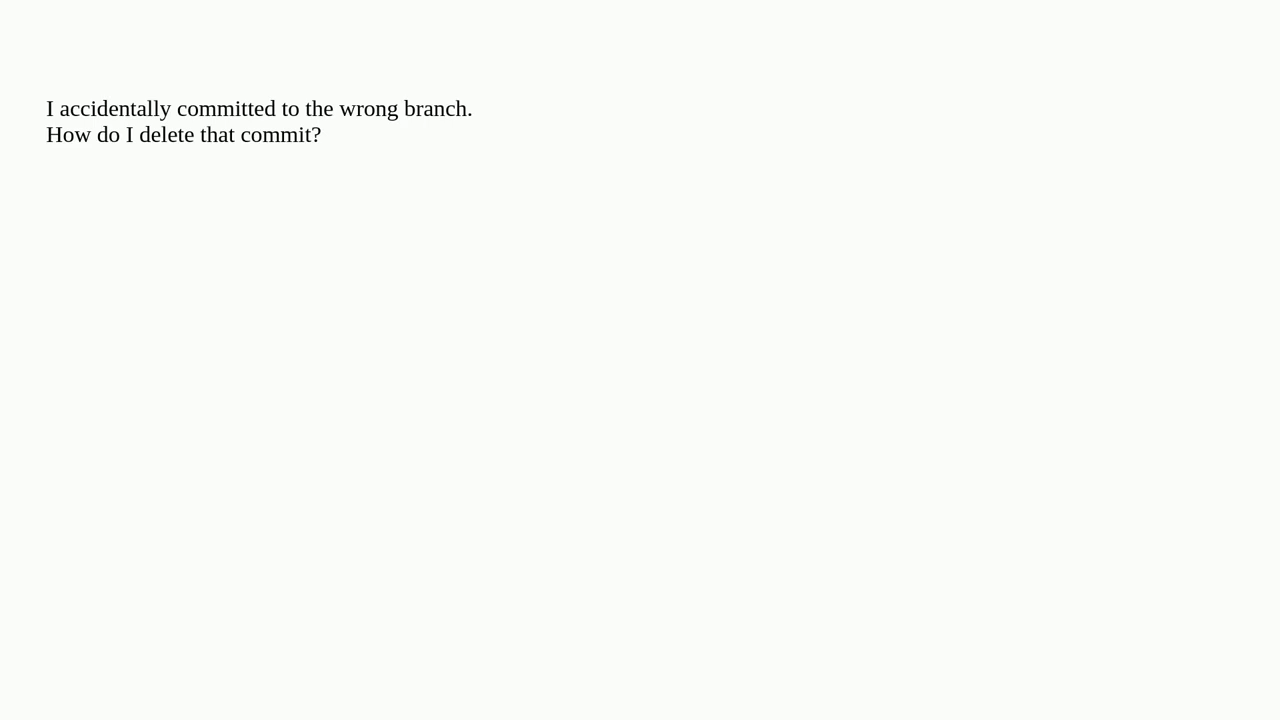 I accidentally committed to the wrong branch.
How do I delete that commit?